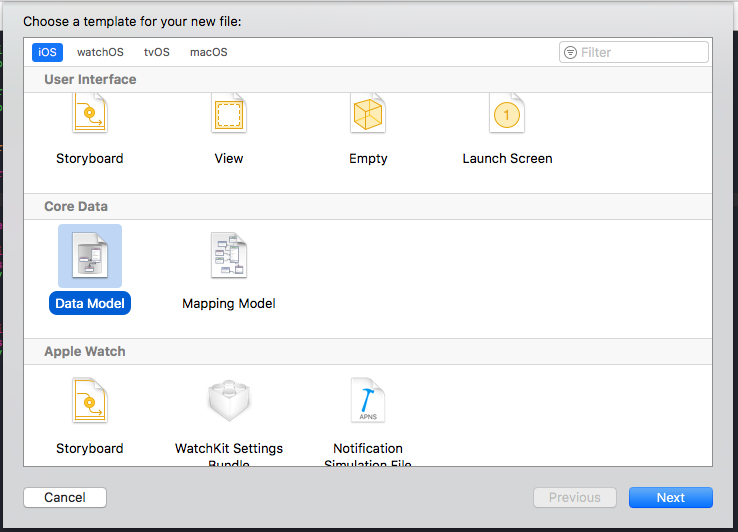 Choose a template for your new file:
iOS watchOS tvOS macOS Filter
User Interface
Storyboard View Empty Launch Screen
1
Core Data
Data Model Mapping Model
Apple Watch
APNS
Storyboard WatchKit Settings Notification
Bundle Simulation File
Cancel Previous Next